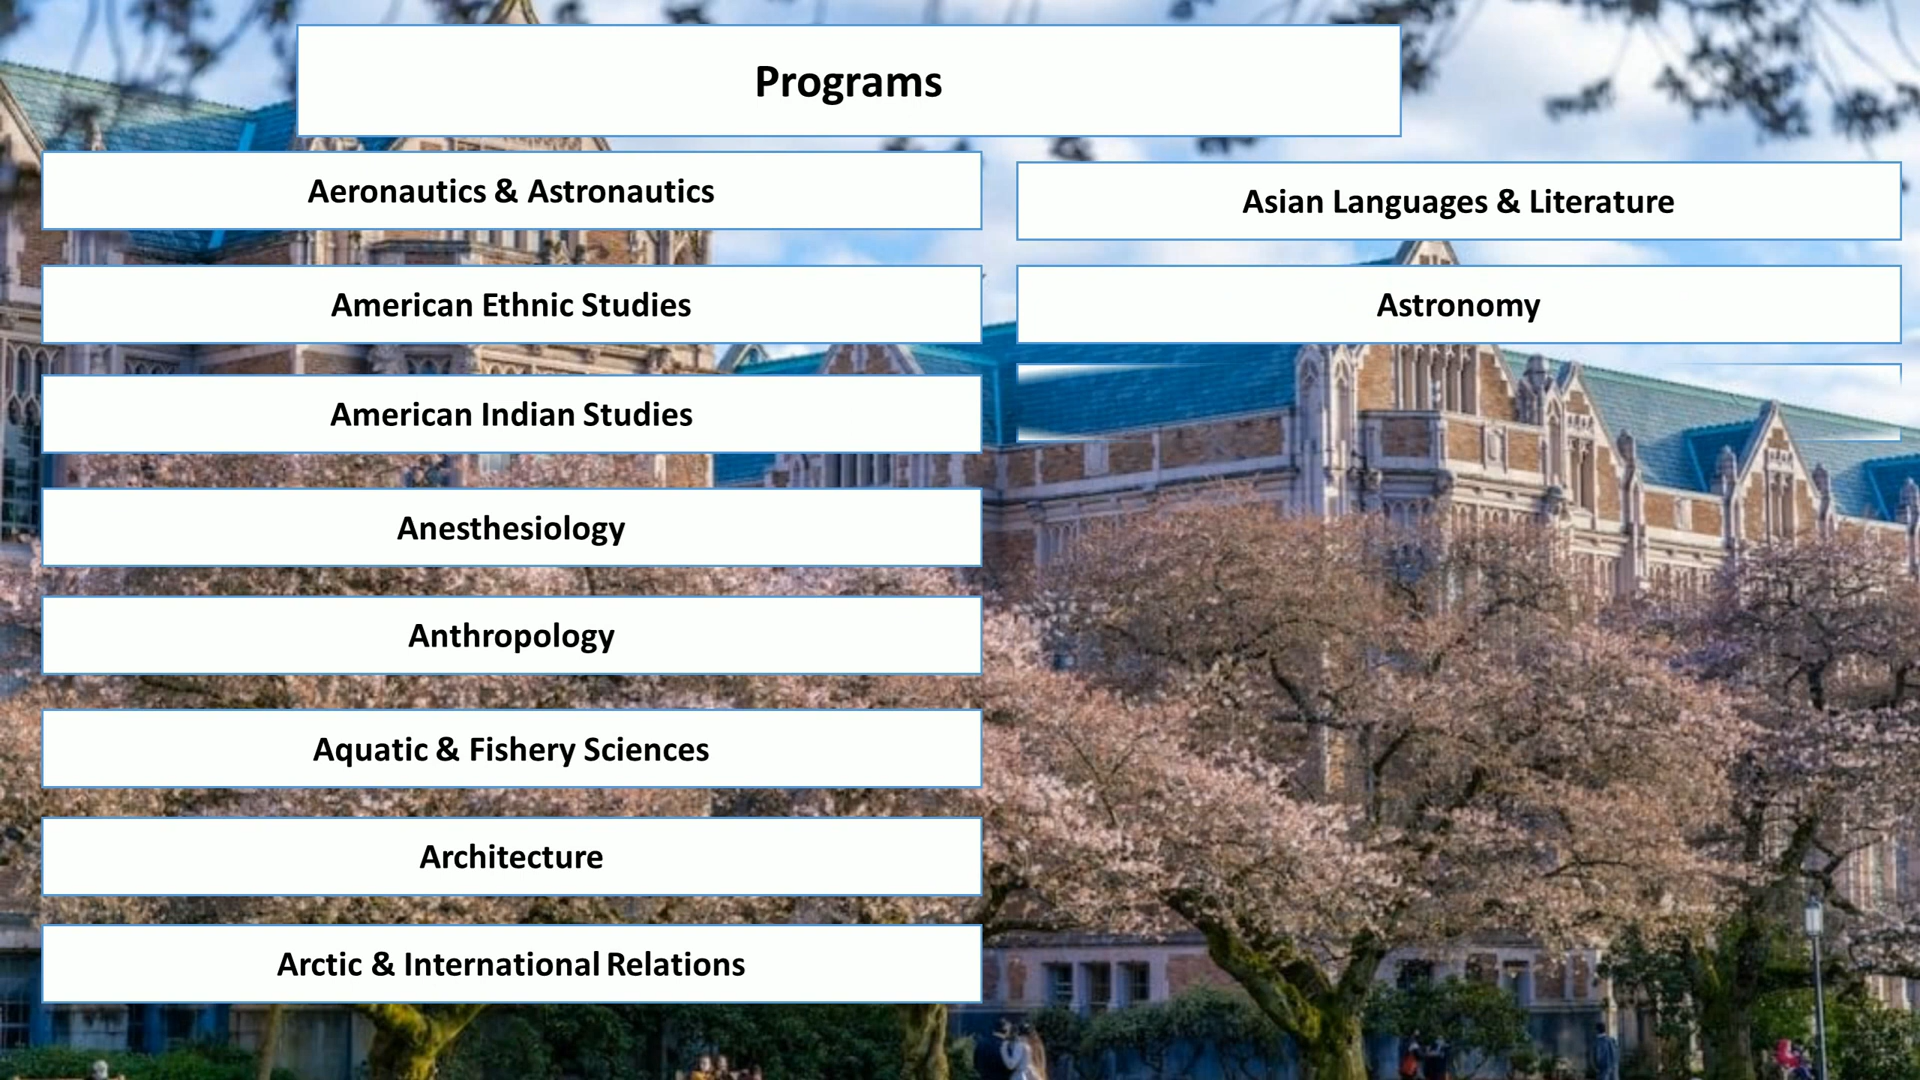 Programs
Aeronautics & Astronautics
American Ethnic Studies
American Indian Studies
Anesthesiology
Anthropology
Aquatic & Fishery Sciences
Architecture
Arctic & International Relations
Asian Languages & Literature
Astronomy